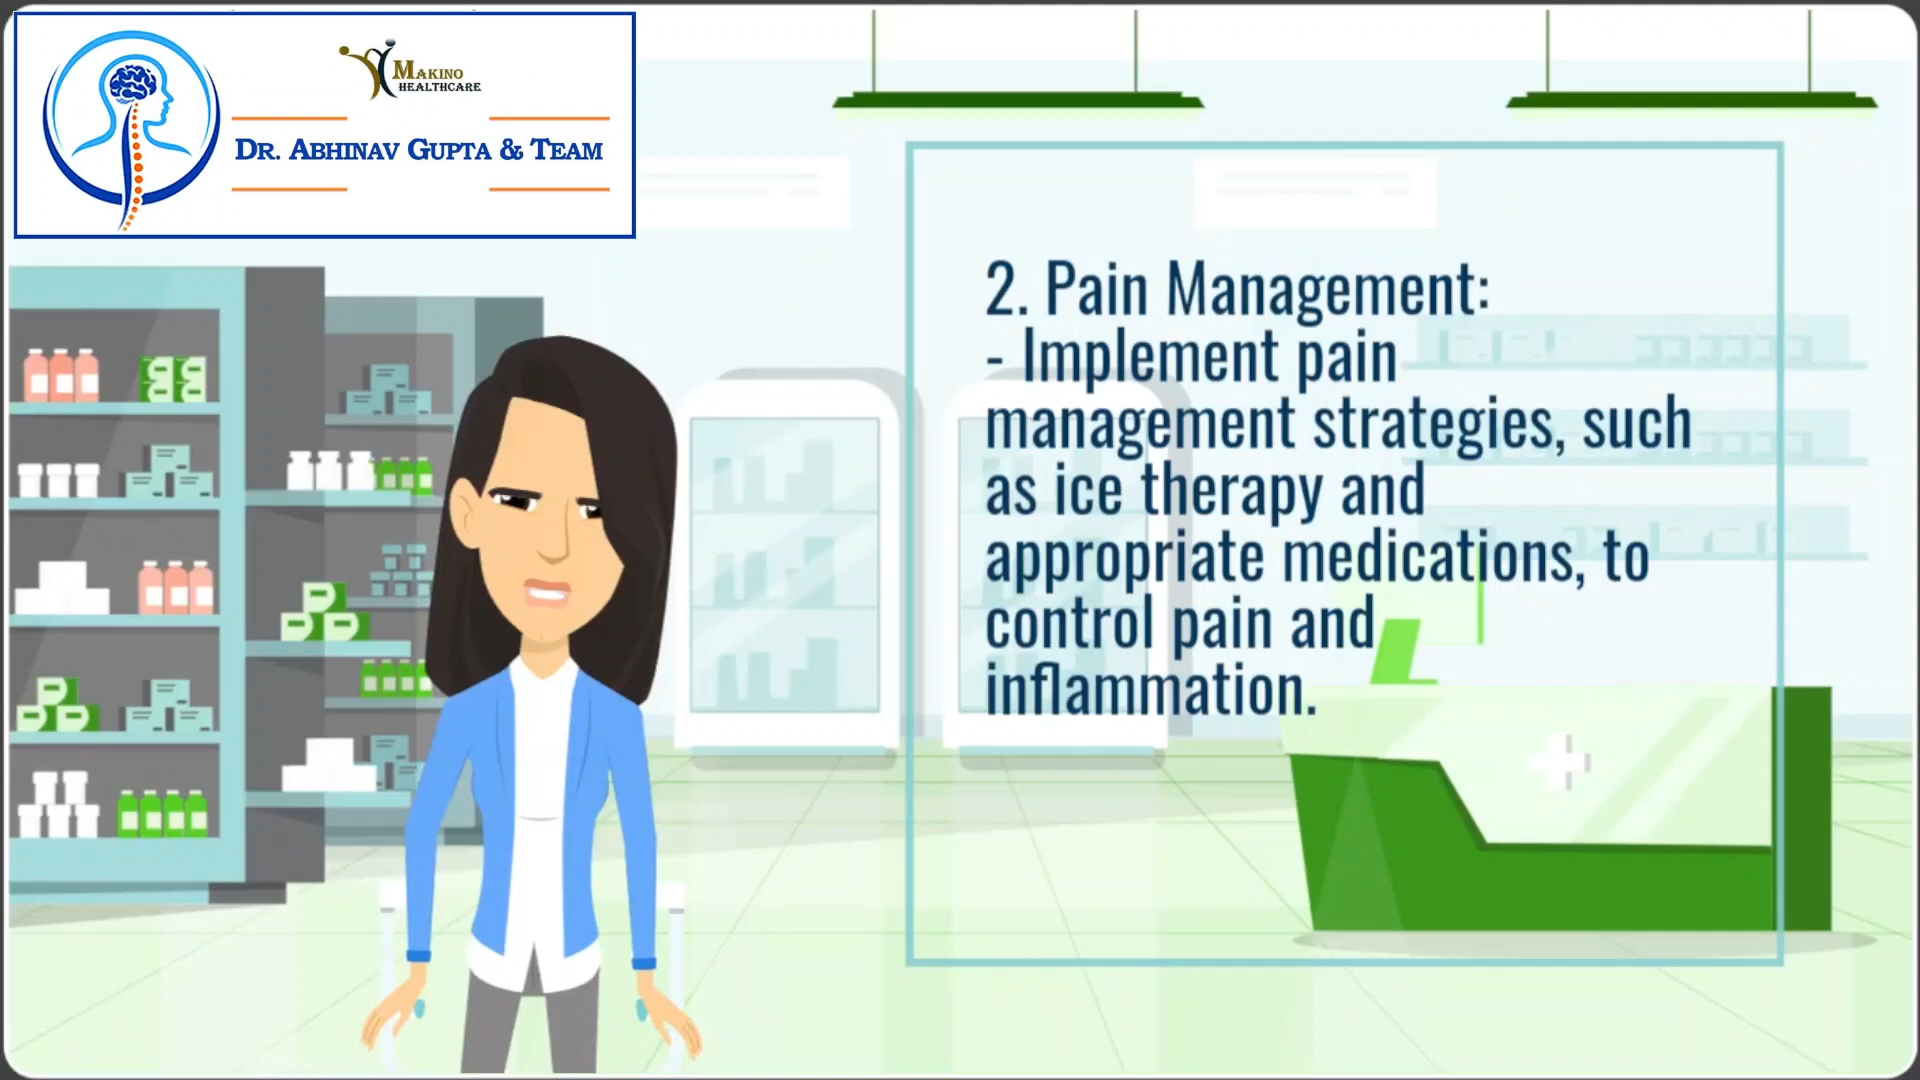 MAKINO
HEALTHCARE
DR. ABHINAV GUPTA & TEAM
2. Pain Management:
- Implement pain
management strategies, such
as ice therapy and
appropriate medications, to
control pain and
inflammation.